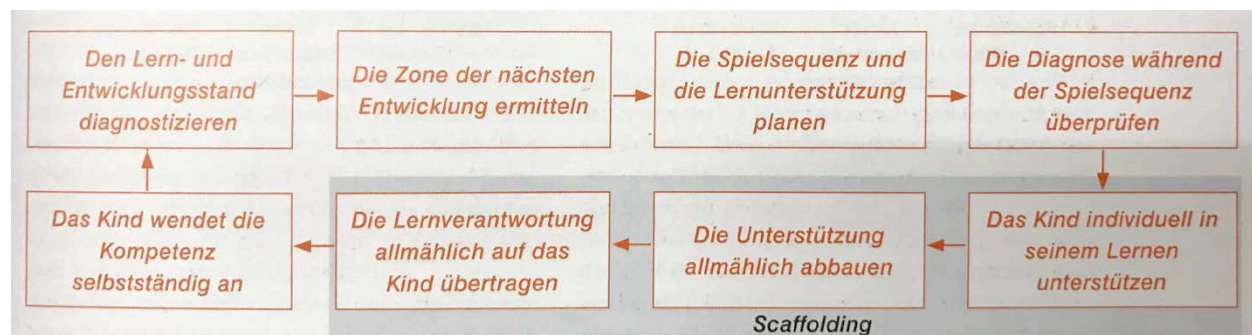 Den Lern- und
Entwicklungsstand
diagnostizieren
Die Zone der nächsten
Entwicklung ermitteln
Die Spielsequenz und
die Lernunterstützung
planen
Die Diagnose während
der Spielsequenz
überprüfen
Das Kind individuell in
seinem Lernen
unterstützen
Die Unterstützung
allmählich abbauen
Die Lernverantwortung
allmählich auf das
Kind übertragen
Das Kind wendet die
Kompetenz
selbstständig an
Scaffolding